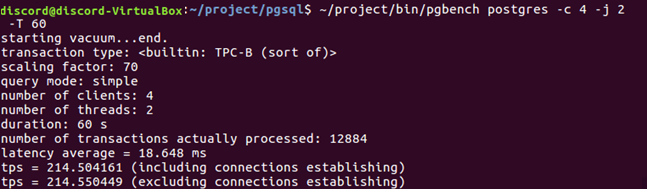 discord@discord-VirtualBox:~/project/pgsql$ ~/project/bin/pgbench postgres -c 4 -j 2
 -T 60
starting vacuum...end.
transaction type: <builtin: TPC-B (sort of)>
scaling factor: 70
query mode: simple
number of clients: 4
number of threads: 2
duration: 60 s
number of transactions actually processed: 12884
latency average = 18.648 ms
tps = 214.504161 (including connections establishing)
tps = 214.550449 (excluding connections establishing)